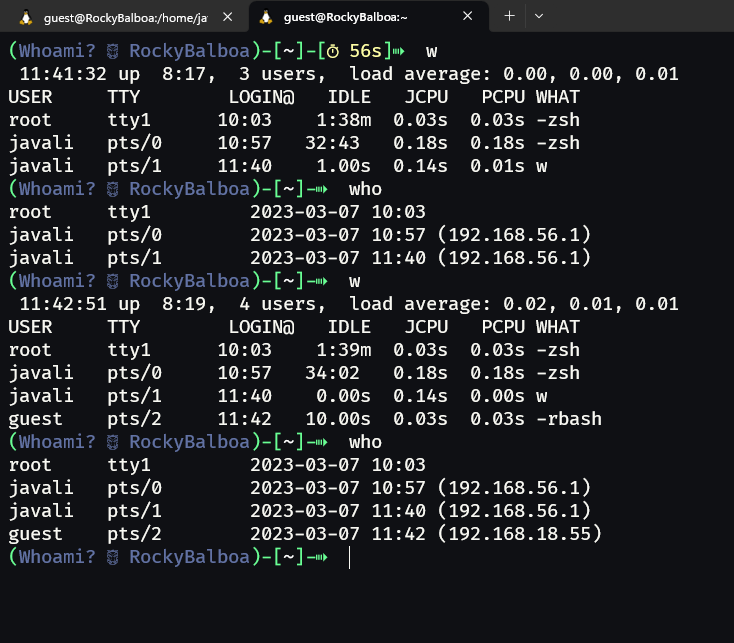 guest@RockyBalboa:/home/ja
guest@RockyBalboa:~
(Whoami? RockyBalboa)-[~]-[⏱ 56s]➟ w
11:41:32 up 8:17, 3 users, load average: 0.00, 0.00, 0.01
USER TTY LOGIN@ IDLE JCPU PCPU WHAT
root tty1 10:03 1:38m 0.03s 0.03s -zsh
javali pts/0 10:57 32:43 0.18s 0.18s -zsh
javali pts/1 11:40 1.00s 0.14s 0.01s w
(Whoami? RockyBalboa)-[~]-➟ who
root tty1 2023-03-07 10:03
javali pts/0 2023-03-07 10:57 (192.168.56.1)
javali pts/1 2023-03-07 11:40 (192.168.56.1)
(Whoami? RockyBalboa)-[~]-➟ w
11:42:51 up 8:19, 4 users, load average: 0.02, 0.01, 0.01
USER TTY LOGIN@ IDLE JCPU PCPU WHAT
root tty1 10:03 1:39m 0.03s 0.03s -zsh
javali pts/0 10:57 34:02 0.18s 0.18s -zsh
javali pts/1 11:40 0.00s 0.14s 0.00s w
guest pts/2 11:42 10.00s 0.03s 0.03s -rbash
(Whoami? RockyBalboa)-[~]-➟ who
root tty1 2023-03-07 10:03
javali pts/0 2023-03-07 10:57 (192.168.56.1)
javali pts/1 2023-03-07 11:40 (192.168.56.1)
guest pts/2 2023-03-07 11:42 (192.168.18.55)
(Whoami? RockyBalboa)-[~]-➟